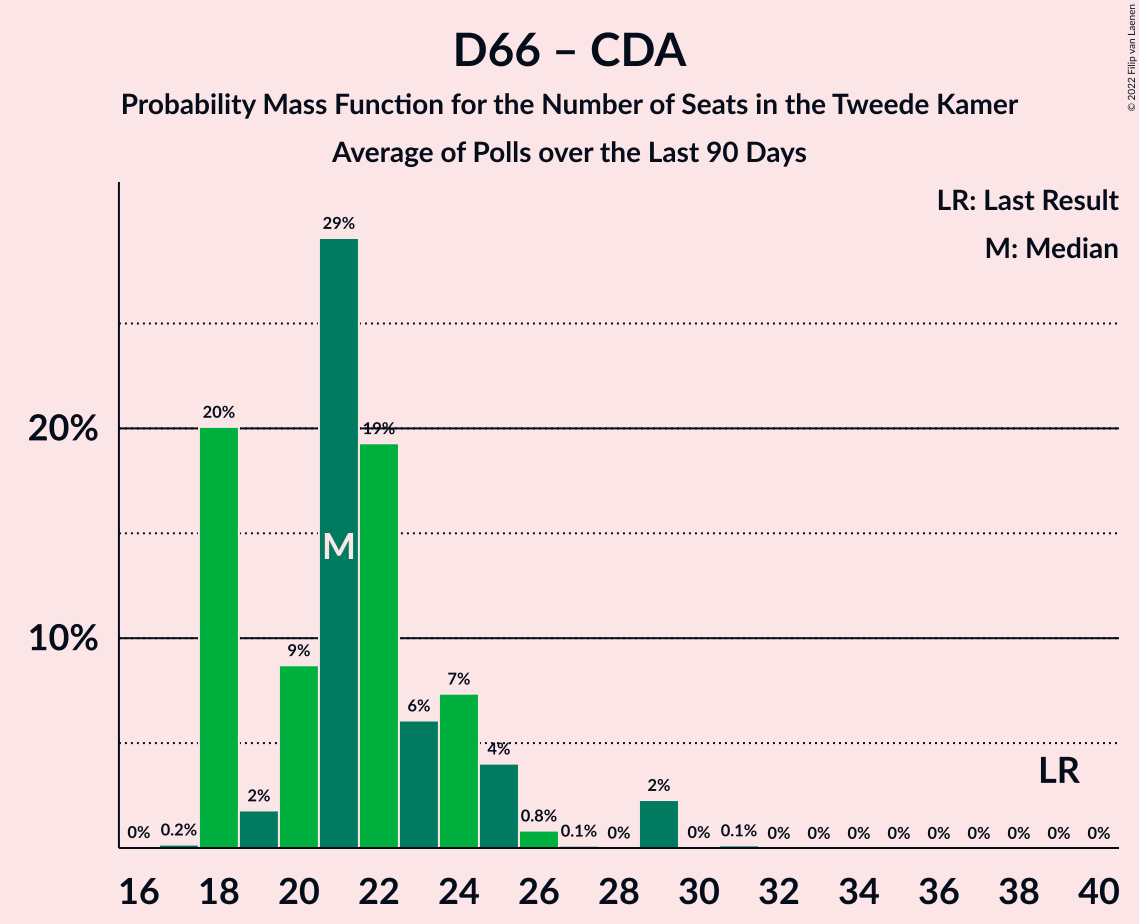 D66 – CDA
Probability Mass Function for the Number of Seats in the Tweede Kamer
Average of Polls over the Last 90 Days
© 2022 Filip van Laenen
LR: Last Result
M: Median
20%
10%
0% 0.2% 20% 2% 9% 29% 19% 6% 7% 4% 0.8% 0.1% 0% 2% 0% 0.1% 0% 0% 0% 0% 0% 0% 0% 0% 0%
M
LR
16 18 20 22 24 26 28 30 32 34 36 38 40